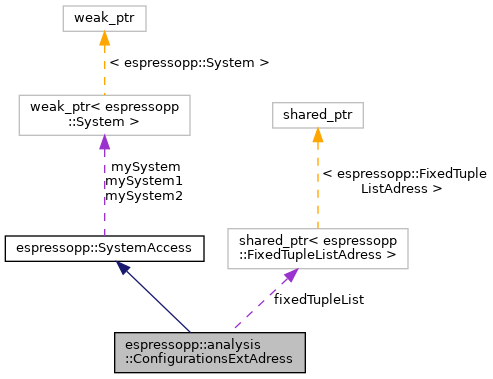 weak_ptr
< espressopp::System >
weak_ptr< espressopp
::System >
shared_ptr
mySystem
mySystem1
mySystem2
< espressopp::FixedTuple
ListAdress >
espressopp::SystemAccess
shared_ptr< espressopp
::FixedTupleListAdress >
fixedTupleList
espressopp::analysis
::ConfigurationsExtAdress